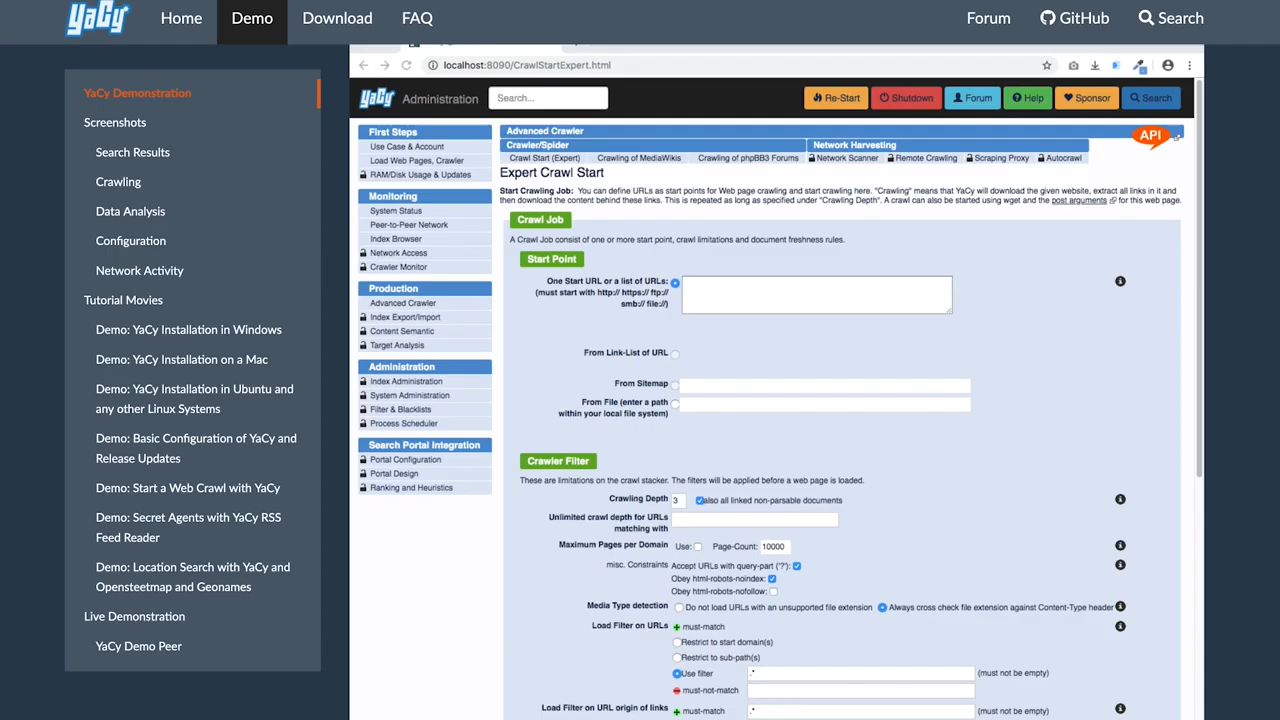 YaCy
Home
Demo
Download
FAQ
Forum
GitHub
Search
YaCy Demonstration
Screenshots
Search Results
Crawling
Data Analysis
Configuration
Network Activity
Tutorial Movies
Demo: YaCy Installation in Windows
Demo: YaCy Installation on a Mac
Demo: YaCy Installation in Ubuntu and
any other Linux Systems
Demo: Basic Configuration of YaCy and
Release Updates
Demo: Start a Web Crawl with YaCy
Demo: Secret Agents with YaCy RSS
Feed Reader
Demo: Location Search with YaCy and
Opensteetmap and Geonames
Live Demonstration
YaCy Demo Peer
localhost:8090/CrawlStartExpert.html
YaCy
Administration
Search...
Re-Start
Shutdown
Forum
Help
Sponsor
Search
First Steps
Use Case & Account
Load Web Pages, Crawler
RAM/Disk Usage & Updates
Monitoring
System Status
Peer-to-Peer Network
Index Browser
Network Access
Crawler Monitor
Production
Advanced Crawler
Index Export/Import
Content Semantic
Target Analysis
Administration
Index Administration
System Administration
Filter & Blacklists
Process Scheduler
Search Portal Integration
Portal Configuration
Portal Design
Ranking and Heuristics
Advanced Crawler
API
Crawler/Spider
Network Harvesting
Crawl Start (Expert)
Crawling of MediaWikis
Crawling of phpBB3 Forums
Network Scanner
Remote Crawling
Scraping Proxy
Autocrawl
Expert Crawl Start
Start Crawling Job: You can define URLs as start points for Web page crawling and start crawling here. "Crawling" means that YaCy will download the given website, extract all links in it and
then download the content behind these links. This is repeated as long as specified under "Crawling Depth". A crawl can also be started using wget and the post arguments for this web page.
Crawl Job
A Crawl Job consist of one or more start point, crawl limitations and document freshness rules.
Start Point
One Start URL or a list of URLs:
(must start with http:// https:// ftp://
smb:// file://)
From Link-List of URL
From Sitemap
From File (enter a path
within your local file system)
Crawler Filter
These are limitations on the crawl stacker. The filters will be applied before a web page is loaded.
Crawling Depth
3
also all linked non-parsable documents
Unlimited crawl depth for URLs
matching with
Maximum Pages per Domain
Use:
Page-Count:
10000
misc. Constraints
Accept URLs with query-part ('?'):
Obey html-robots-noindex:
Obey html-robots-nofollow:
Media Type detection
Do not load URLs with an unsupported file extension
Always cross check file extension against Content-Type header
Load Filter on URLs
must-match
Restrict to start domain(s)
Restrict to sub-path(s)
Use filter
.*
(must not be empty)
must-not-match
Load Filter on URL origin of links
must-match
.*
(must not be empty)